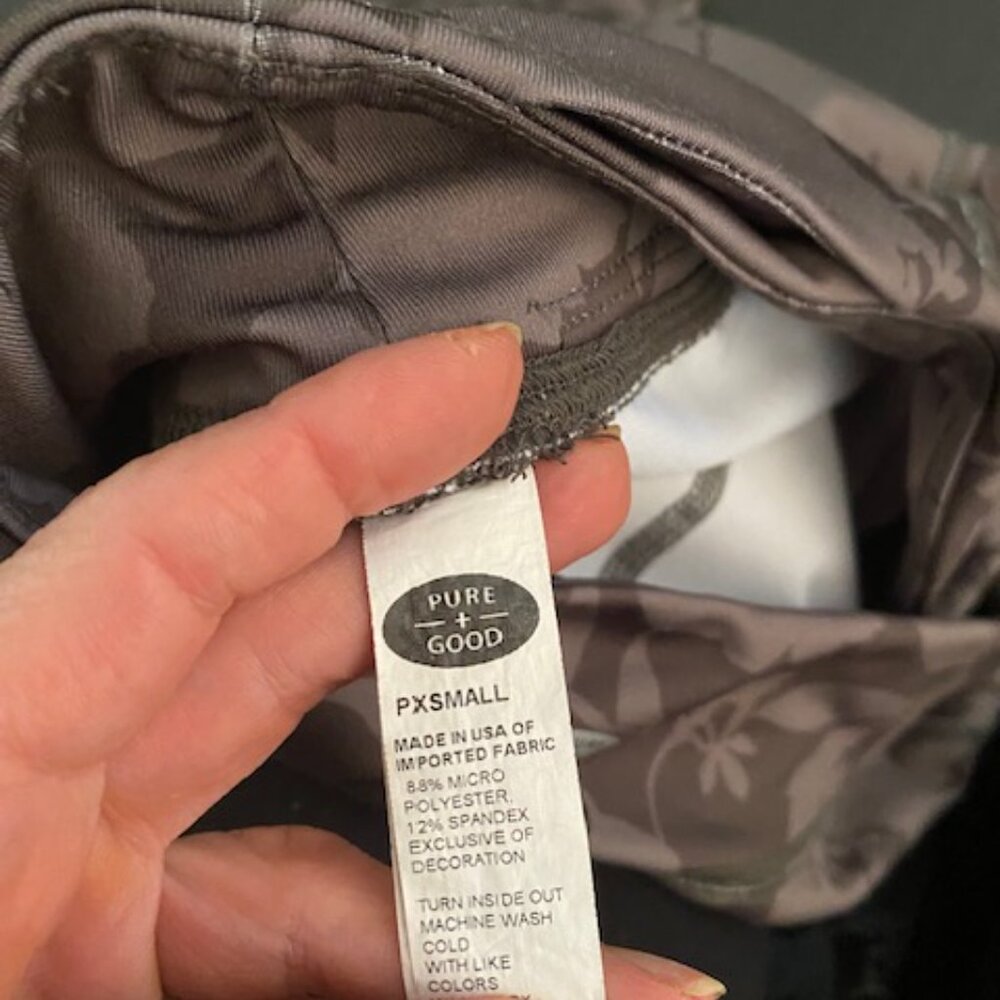 PURE
+
GOOD
PXSMALL
MADE IN USA OF
IMPORTED FABRIC
88% MICRO
POLYESTER,
12% SPANDEX
EXCLUSIVE OF
DECORATION
TURN INSIDE OUT
MACHINE WASH
COLD
WITH LIKE
COLORS